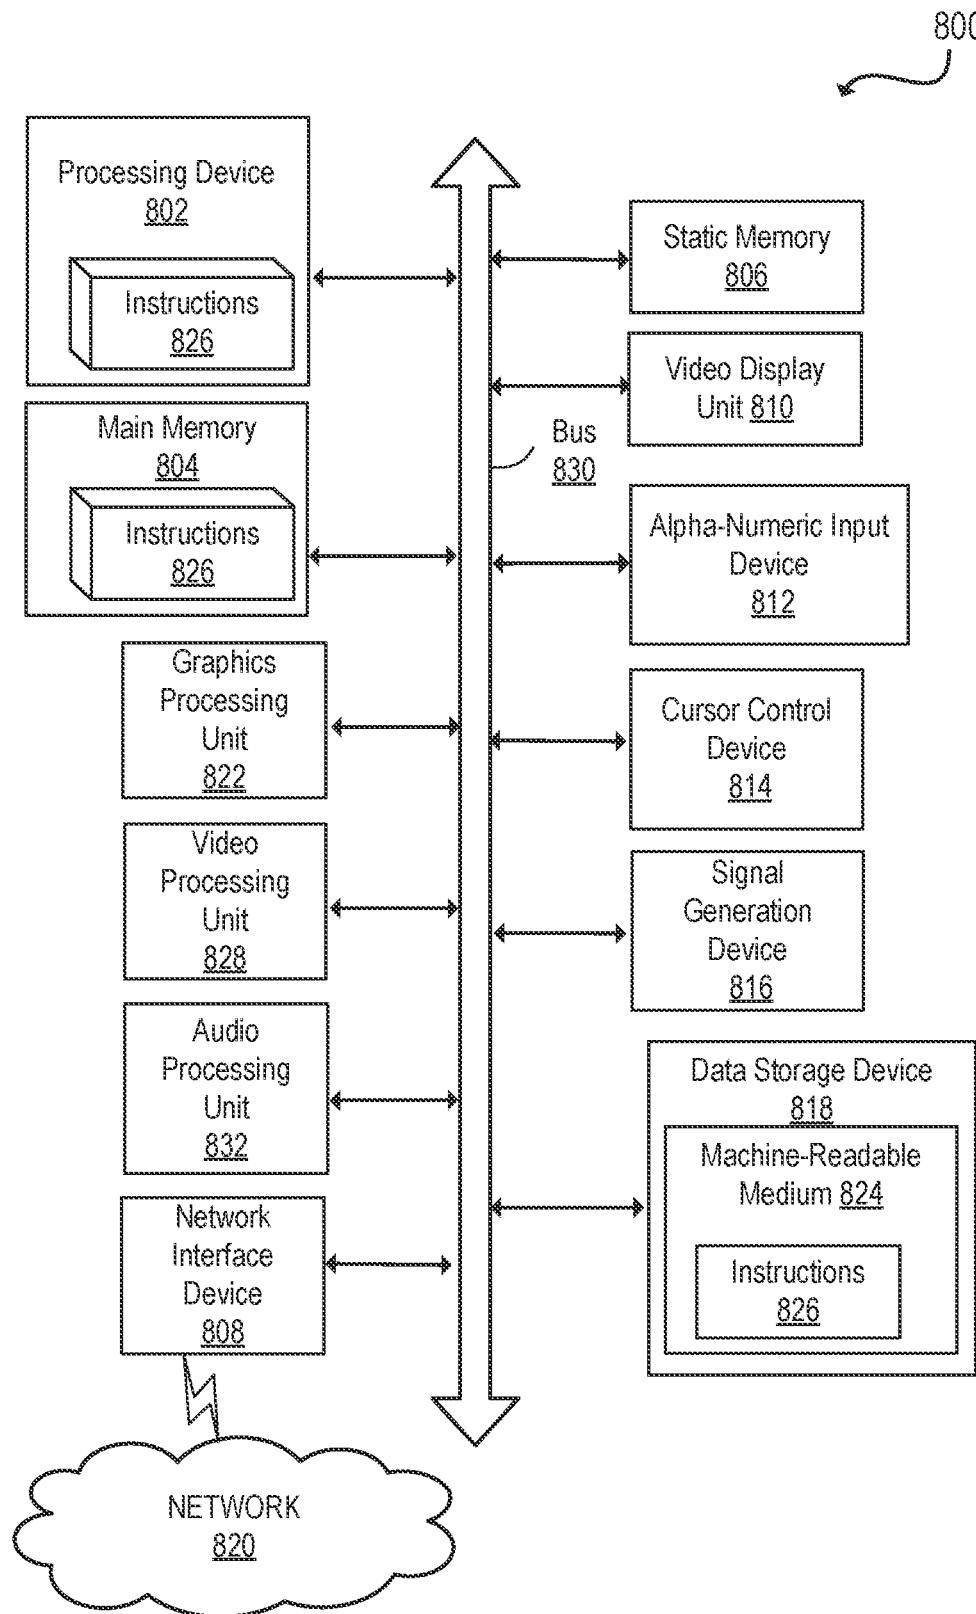 800
Processing Device
802
Instructions
826
Main Memory
804
Instructions
826
Graphics
Processing
Unit
822
Video
Processing
Unit
828
Audio
Processing
Unit
832
Network
Interface
Device
808
NETWORK
820
Bus
830
Static Memory
806
Video Display
Unit 810
Alpha-Numeric Input
Device
812
Cursor Control
Device
814
Signal
Generation
Device
816
Data Storage Device
818
Machine-Readable
Medium 824
Instructions
826